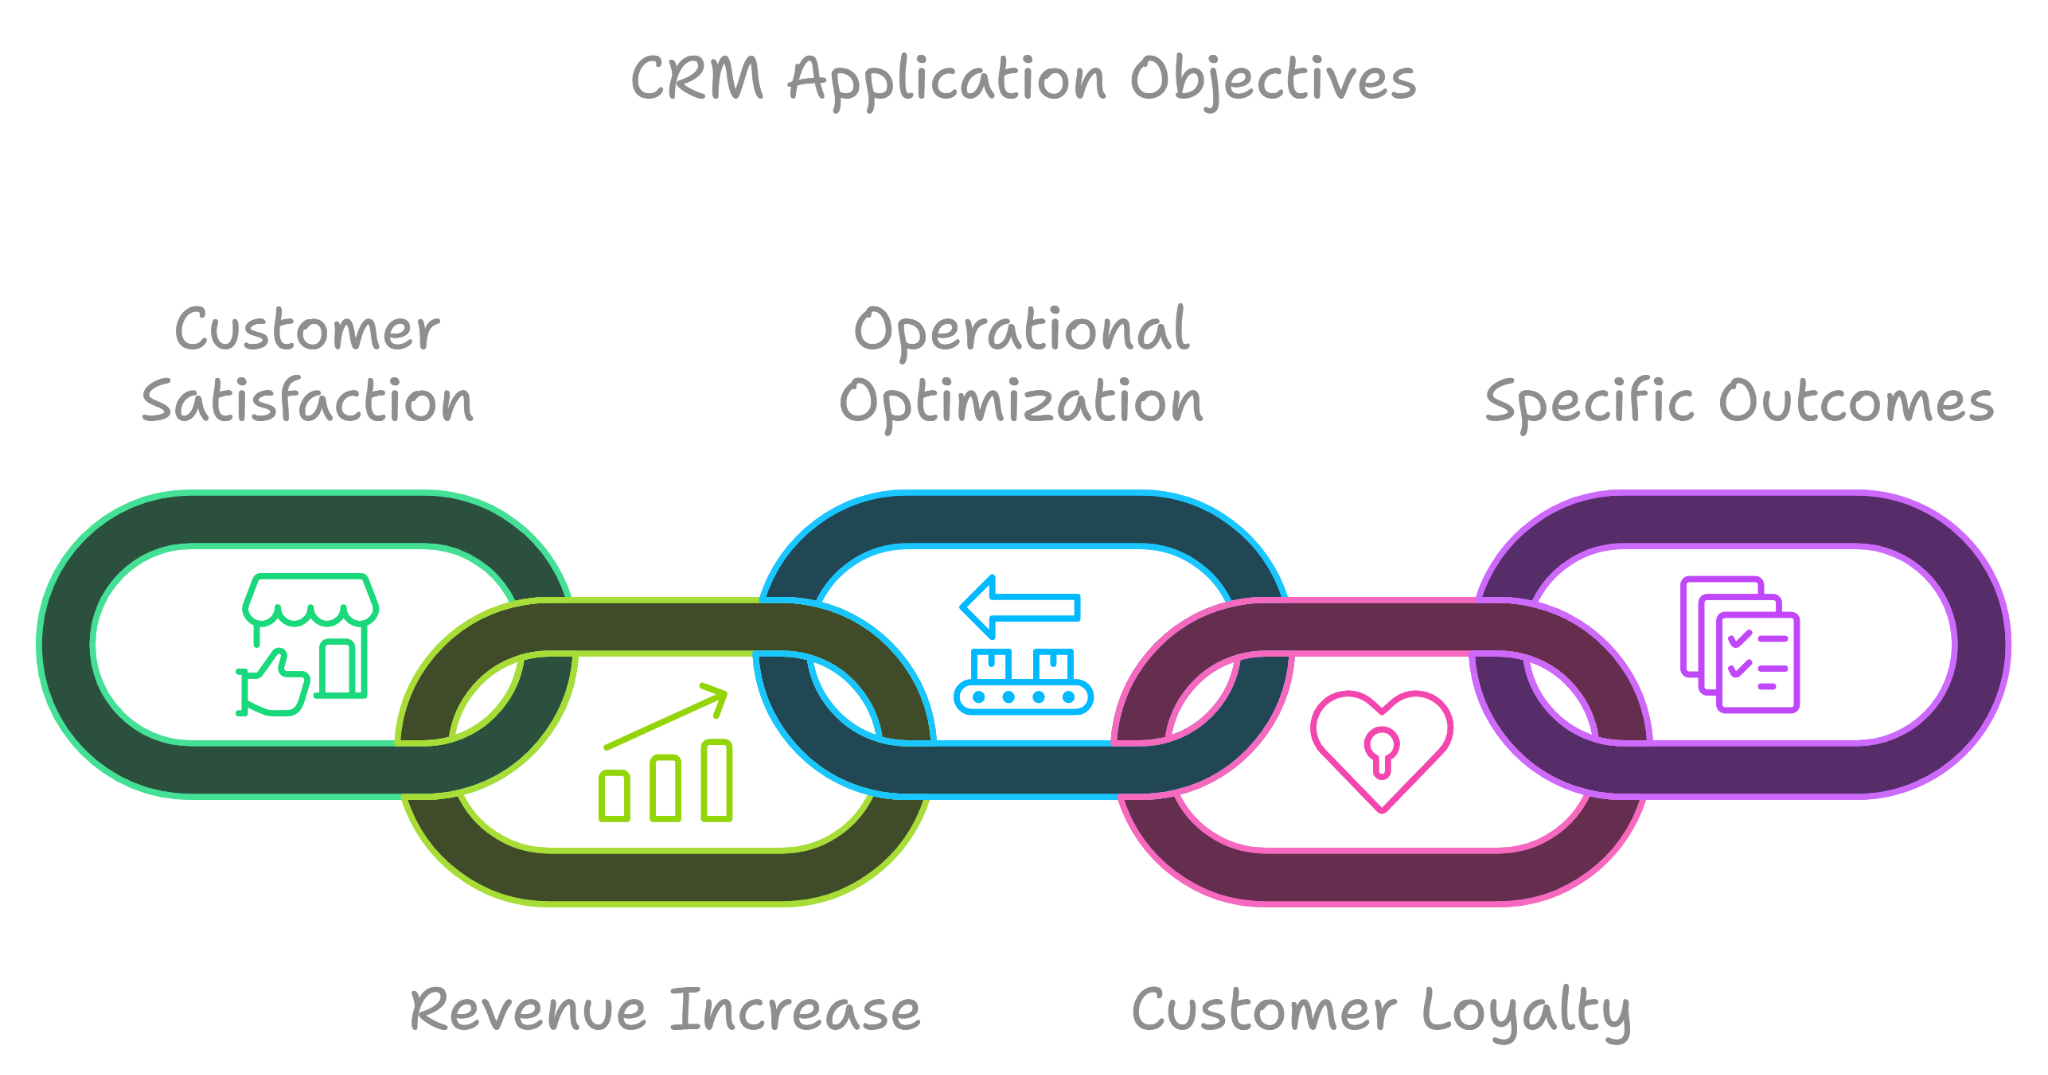 CRM Application Objectives
Customer
Satisfaction
Operational
Optimization
Specific Outcomes
Revenue Increase
Customer Loyalty